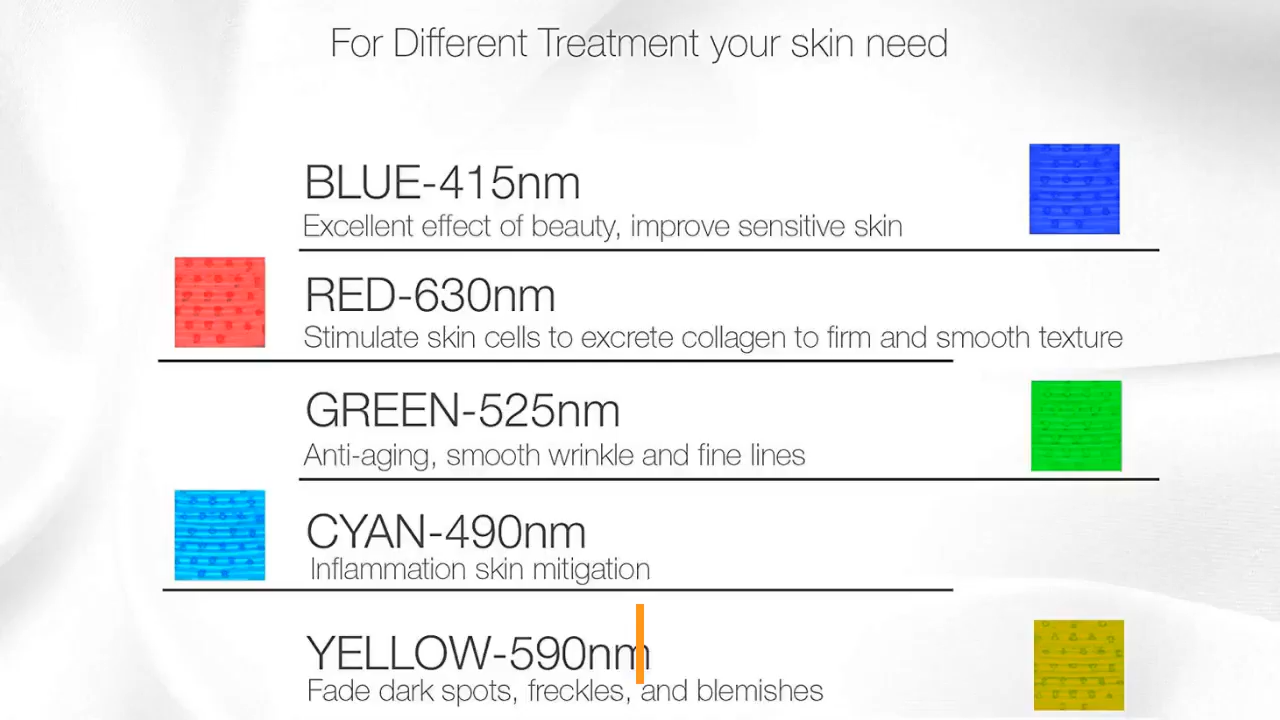 For Different Treatment your skin need
BLUE-415nm
Excellent effect of beauty, improve sensitive skin
RED-630nm
Stimulate skin cells to excrete collagen to firm and smooth texture
GREEN-525nm
Anti-aging, smooth wrinkle and fine lines
CYAN-490nm
Inflammation skin mitigation
YELLOW-590nm
Fade dark spots, freckles, and blemishes